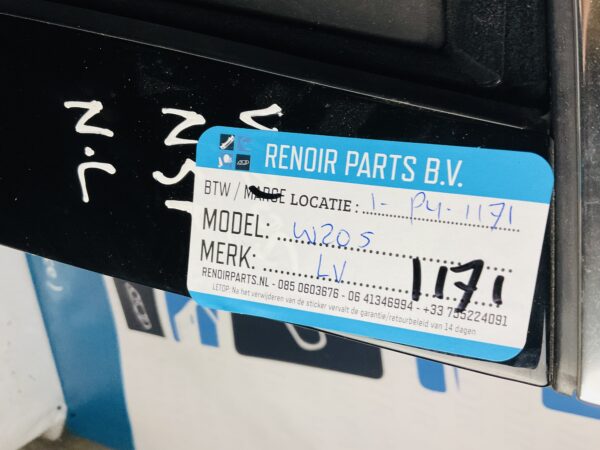 RENOIR PARTS B.V.
BTW / MARGE LOCATIE : 1- P4-1171
MODEL: W205
MERK: LV
1171
RENOIRPARTS.NL - 085 0603676 - 06 41346994 - +33 755224091
LETOP: Na het verwijderen van de sticker vervalt de garantie/retourbeleid van 14 dagen
N.L